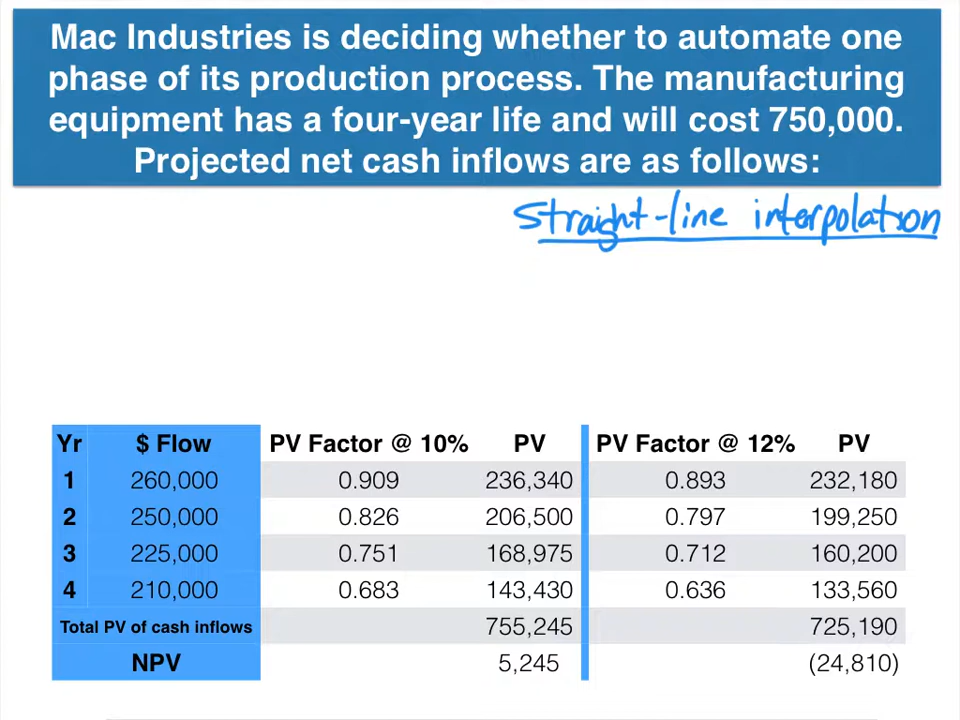 Mac Industries is deciding whether to automate one
phase of its production process. The manufacturing
equipment has a four-year life and will cost 750,000.
Projected net cash inflows are as follows:
Straight-line interpolation
Yr $ Flow PV Factor @ 10% PV PV Factor @ 12% PV
1 260,000 0.909 236,340 0.893 232,180
2 250,000 0.826 206,500 0.797 199,250
3 225,000 0.751 168,975 0.712 160,200
4 210,000 0.683 143,430 0.636 133,560
Total PV of cash inflows 755,245 725,190
NPV 5,245 (24,810)